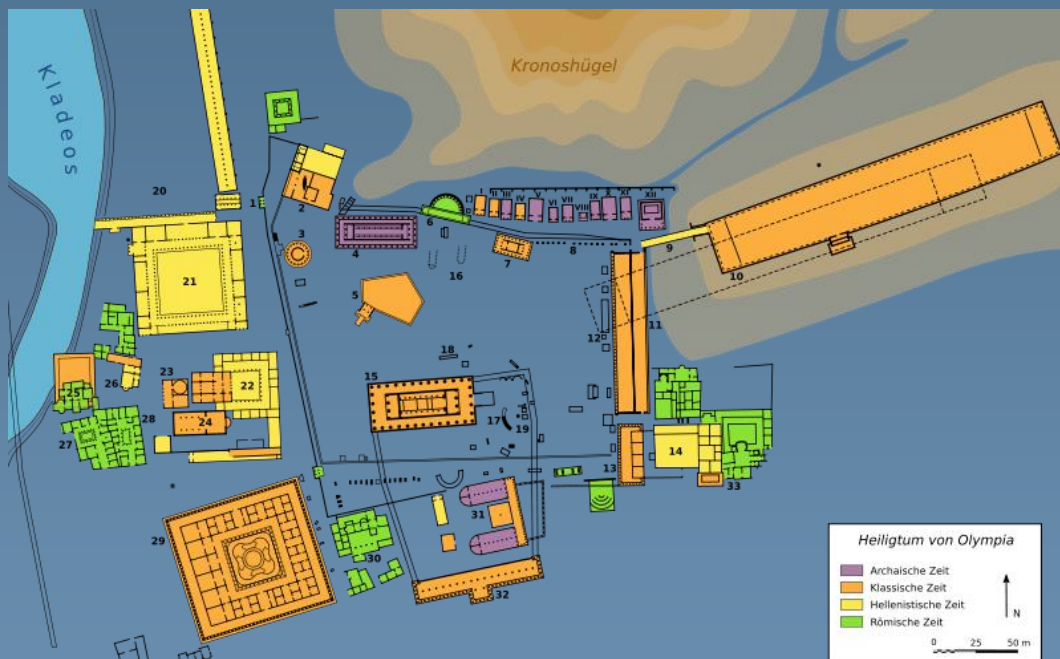 Kladeos
Kronoshügel
I
II
III
IV
V
VI
VII
VIII
IX
X
XI
XII
1
2
3
4
5
6
7
8
9
10
11
12
13
14
15
16
17
18
19
20
21
22
23
24
25
26
27
28
29
30
31
32
33
Heiligtum von Olympia
Archaische Zeit
Klassische Zeit
Hellenistische Zeit
Römische Zeit
N
0 25 50 m